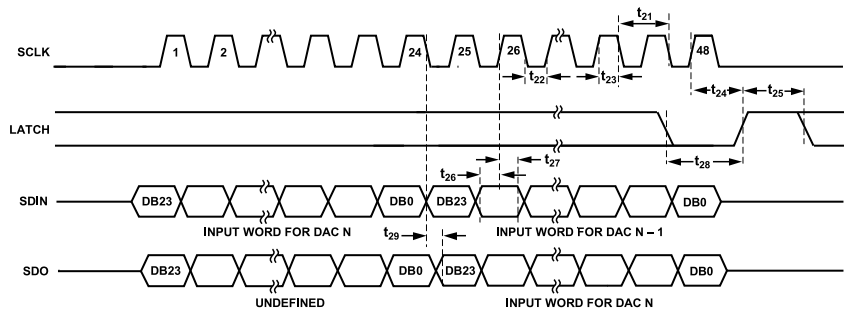 t21
SCLK 1 2 24 25 26 48
t22 t23
t24 t25
LATCH
t27
t28
t26
SDIN DB23 DB0 DB23 DB0
INPUT WORD FOR DAC N INPUT WORD FOR DAC N – 1
t29
SDO DB23 DB0 DB23 DB0
UNDEFINED INPUT WORD FOR DAC N